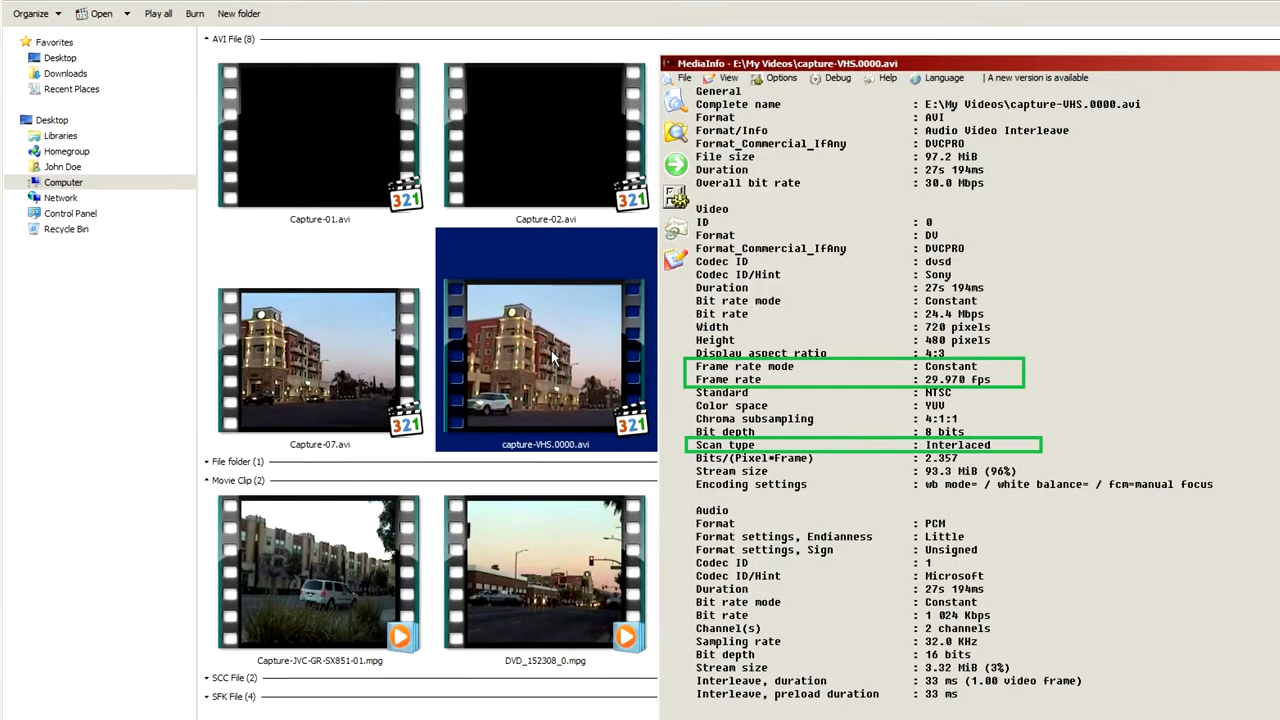 Organize Open Play all Burn New folder
Favorites
Desktop
Downloads
Recent Places
Desktop
Libraries
Homegroup
John Doe
Computer
Network
Control Panel
Recycle Bin
AVI File (8)
321
321
Capture-01.avi
Capture-02.avi
321
321
Capture-07.avi
capture-VHS.0000.avi
File folder (1)
Movie Clip (2)
Capture-JVC-GR-SX851-01.mpg
DVD_152308_0.mpg
SCC File (2)
SFK File (4)
MediaInfo - E:\My Videos\capture-VHS.0000.avi
File View Options Debug Help Language | A new version is available
General
Complete name : E:\My Videos\capture-VHS.0000.avi
Format : AVI
Format/Info : Audio Video Interleave
Format_Commercial_IfAny : DVCPRO
File size : 97.2 MiB
Duration : 27s 194ms
Overall bit rate : 30.0 Mbps
Video
ID : 0
Format : DV
Format_Commercial_IfAny : DVCPRO
Codec ID : dvsd
Codec ID/Hint : Sony
Duration : 27s 194ms
Bit rate mode : Constant
Bit rate : 24.4 Mbps
Width : 720 pixels
Height : 480 pixels
Display aspect ratio : 4:3
Frame rate mode : Constant
Frame rate : 29.970 fps
Standard : NTSC
Color space : YUV
Chroma subsampling : 4:1:1
Bit depth : 8 bits
Scan type : Interlaced
Bits/(Pixel*Frame) : 2.357
Stream size : 93.3 MiB (96%)
Encoding settings : wb mode= / white balance= / fcm=manual focus
Audio
Format : PCM
Format settings, Endianness : Little
Format settings, Sign : Unsigned
Codec ID : 1
Codec ID/Hint : Microsoft
Duration : 27s 194ms
Bit rate mode : Constant
Bit rate : 1 024 Kbps
Channel(s) : 2 channels
Sampling rate : 32.0 KHz
Bit depth : 16 bits
Stream size : 3.32 MiB (3%)
Interleave, duration : 33 ms (1.00 video frame)
Interleave, preload duration : 33 ms